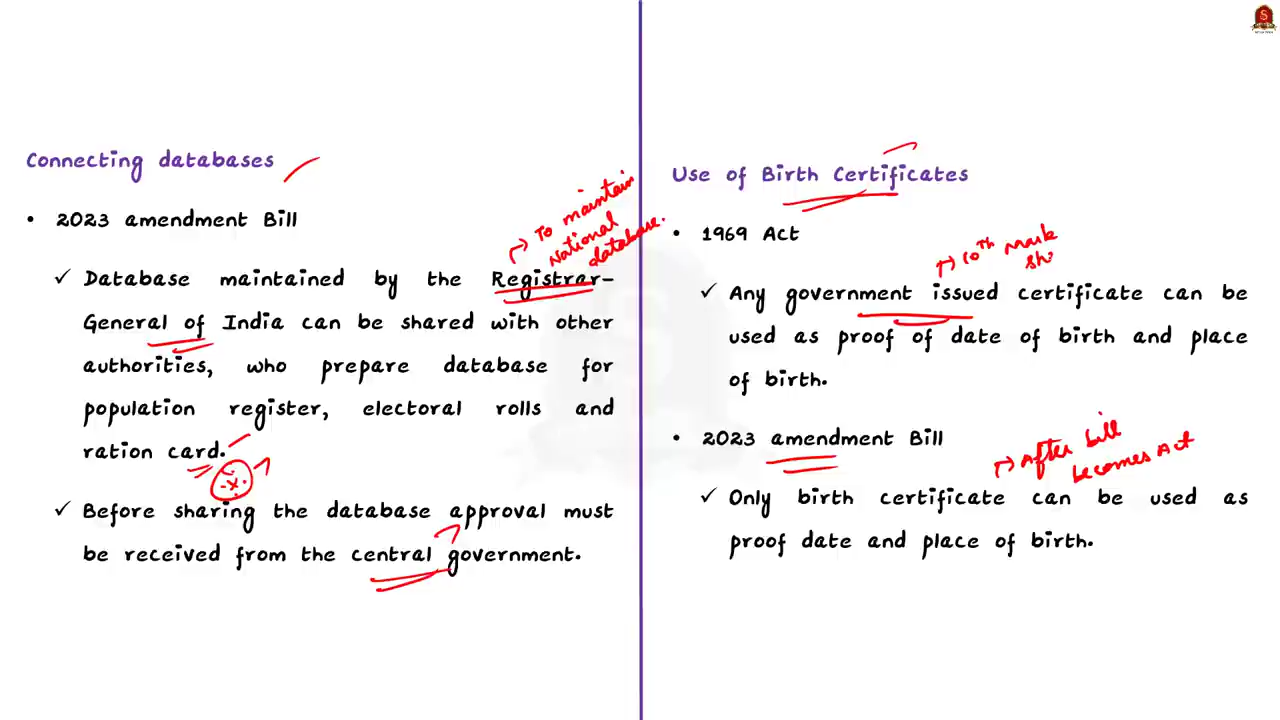 Connecting databases
• 2023 amendment Bill
To maintain
National
database.
✓ Database maintained by the Registrar-
General of India can be shared with other
authorities, who prepare database for
population register, electoral rolls and
ration card.
✓ Before sharing the database approval must
be received from the central government.
Use of Birth Certificates
• 1969 Act
10th Mark
sh
✓ Any government issued certificate can be
used as proof of date of birth and place
of birth.
• 2023 amendment Bill
After bill
becomes Act
✓ Only birth certificate can be used as
proof date and place of birth.